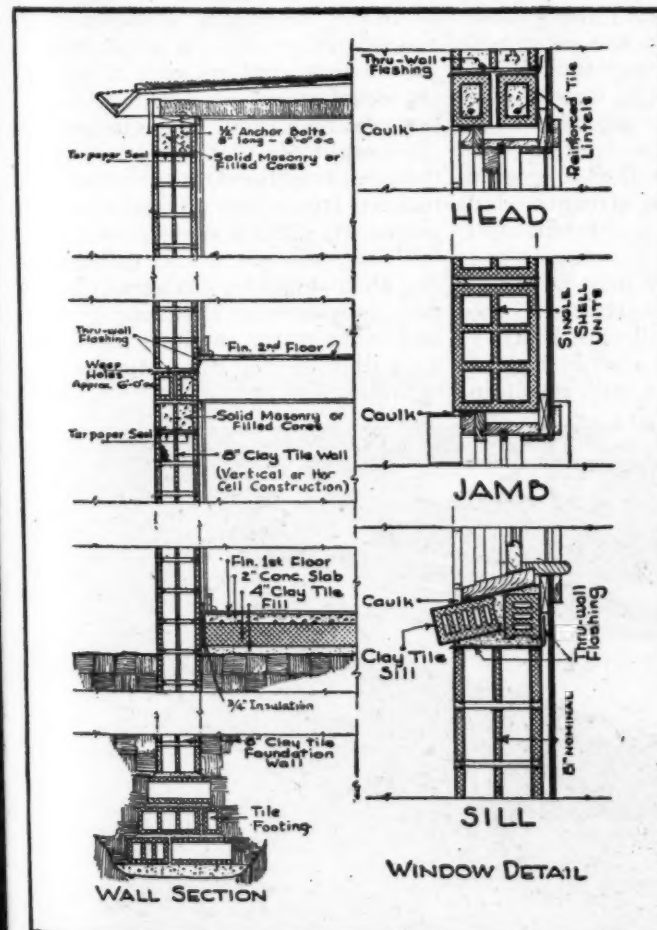 1/2" Anchor Bolts
8" long - 8'-0" o.c.
Tar paper Seal
Solid Masonry or
Filled Cores
Thru-wall
Flashing
Fin. 2nd Floor
Weep
Holes
Approx. 6'-0" o.c.
Solid Masonry or
Filled Cores
Tar paper Seal
8" Clay Tile Wall
(Vertical or Hor
Cell Construction)
Fin. 1st Floor
2" Conc. Slab
4" Clay Tile
Fill
3/4" Insulation
8" Clay Tile
Foundation
Wall
Tile
Footing
WALL SECTION
Thru-Wall
Flashing
Caulk
Reinforced Tile
Lintels
HEAD
SINGLE
SHELL
UNITS
Caulk
JAMB
Caulk
Clay Tile
Sill
Thru-wall
Flashing
8" NOMINAL
SILL
WINDOW DETAIL